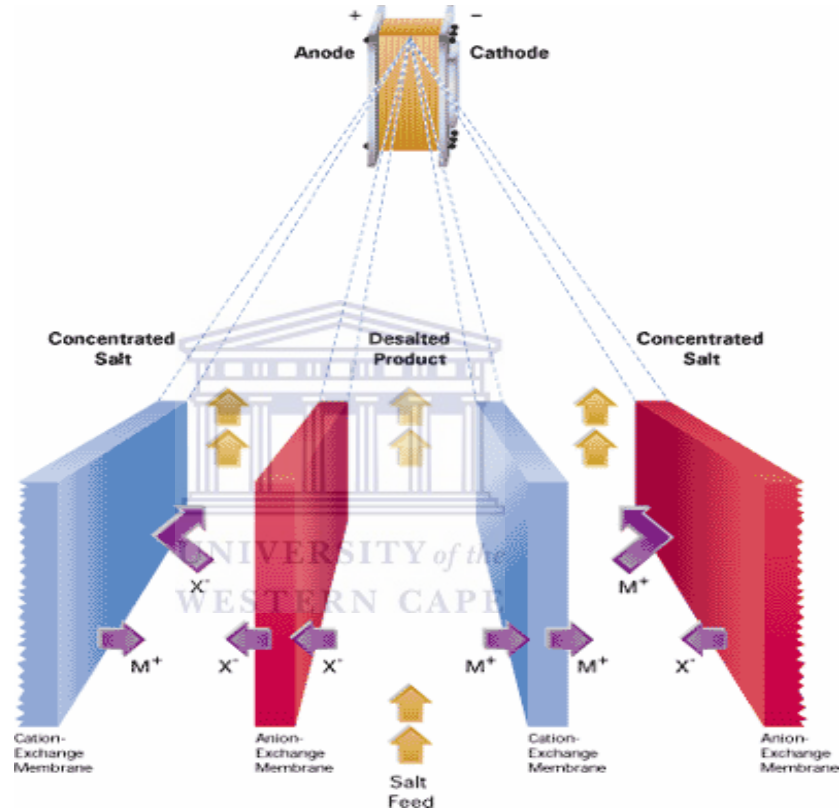 + −
Anode Cathode
Concentrated Salt
Desalted Product
Concentrated Salt
UNIVERSITY of the
WESTERN CAPE
X⁻
M⁺
M⁺
X⁻
X⁻
M⁺
M⁺
X⁻
Cation-
Exchange
Membrane
Anion-
Exchange
Membrane
Salt
Feed
Cation-
Exchange
Membrane
Anion-
Exchange
Membrane